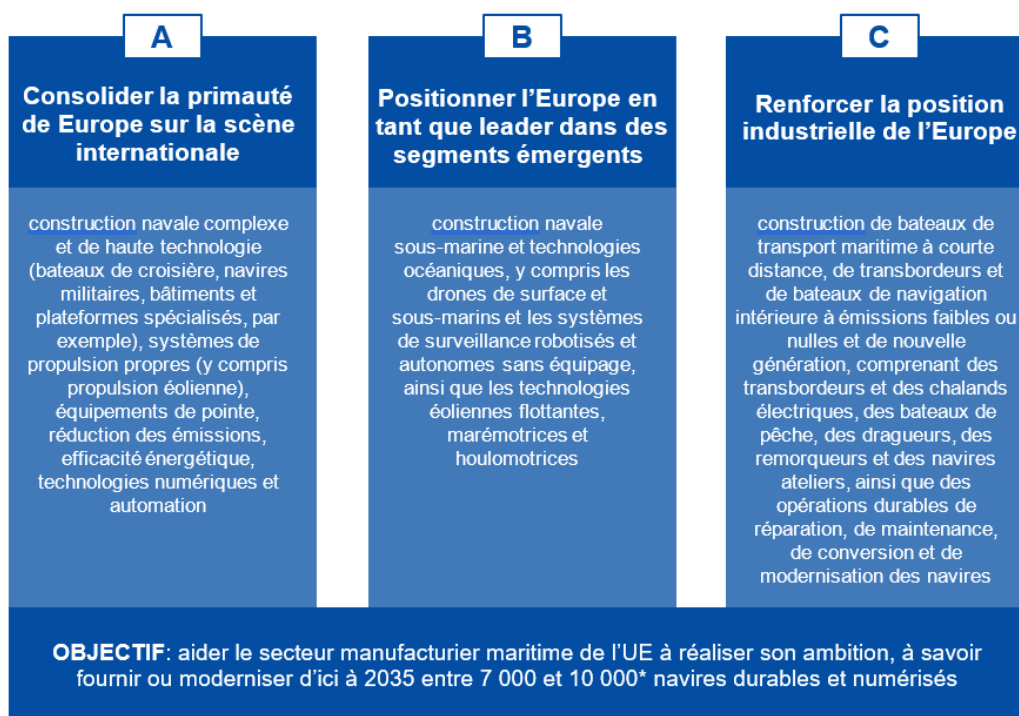 A
Consolider la primauté
de Europe sur la scène
internationale
construction navale complexe
et de haute technologie
(bateaux de croisière, navires
militaires, bâtiments et
plateformes spécialisés, par
exemple), systèmes de
propulsion propres (y compris
propulsion éolienne),
équipements de pointe,
réduction des émissions,
efficacité énergétique,
technologies numériques et
automation
B
Positionner l’Europe en
tant que leader dans des
segments émergents
construction navale
sous-marine et technologies
océaniques, y compris les
drones de surface et
sous-marins et les systèmes
de surveillance robotisés et
autonomes sans équipage,
ainsi que les technologies
éoliennes flottantes,
marémotrices et
houlomotrices
C
Renforcer la position
industrielle de l’Europe
construction de bateaux de
transport maritime à courte
distance, de transbordeurs et
de bateaux de navigation
intérieure à émissions faibles ou
nulles et de nouvelle
génération, comprenant des
transbordeurs et des chalands
électriques, des bateaux de
pêche, des dragueurs, des
remorqueurs et des navires
ateliers, ainsi que des
opérations durables de
réparation, de maintenance,
de conversion et de
modernisation des navires
OBJECTIF: aider le secteur manufacturier maritime de l’UE à réaliser son ambition, à savoir
fournir ou moderniser d’ici à 2035 entre 7 000 et 10 000* navires durables et numérisés